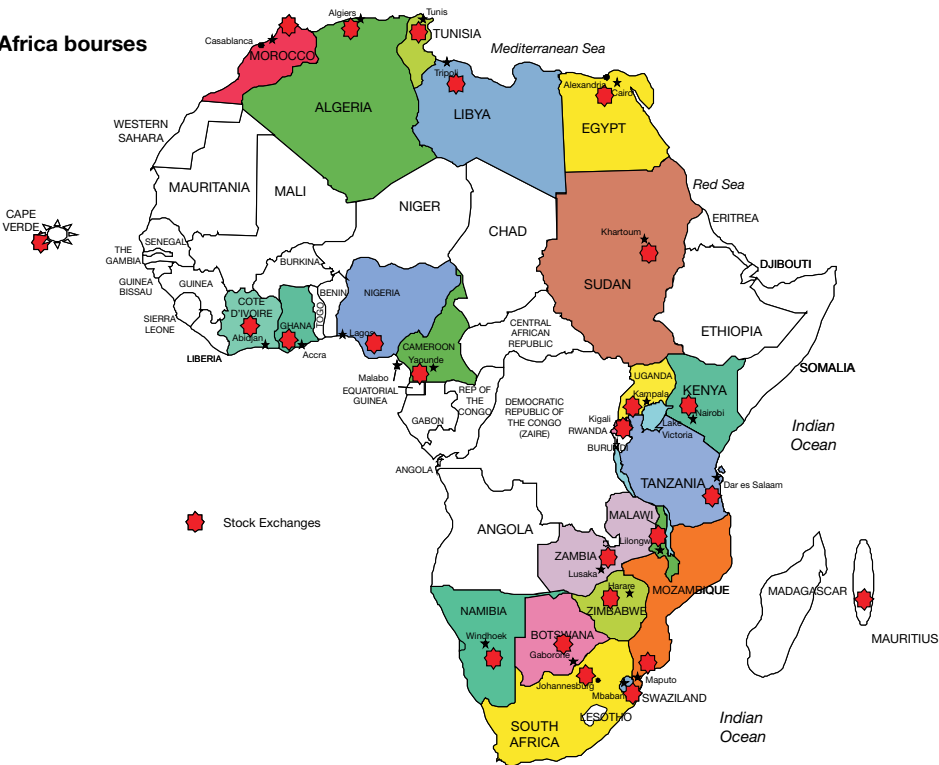 Africa bourses
Algiers
Tunis
Casablanca
TUNISIA
MOROCCO
Mediterranean Sea
Tripoli
Alexandria
Cairo
ALGERIA
LIBYA
EGYPT
WESTERN
SAHARA
MAURITANIA
MALI
NIGER
Red Sea
CAPE
VERDE
CHAD
ERITREA
Khartoum
SENEGAL
THE
GAMBIA
BURKINA
DJIBOUTI
GUINEA
BISSAU
GUINEA
BENIN
NIGERIA
SUDAN
COTE
D'IVOIRE
TOGO
SIERRA
LEONE
GHANA
CENTRAL
AFRICAN
REPUBLIC
ETHIOPIA
Abidjan
Lagos
LIBERIA
Accra
CAMEROON
Yaounde
SOMALIA
Malabo
EQUATORIAL
GUINEA
REP OF
THE
CONGO
UGANDA
Kampala
KENYA
GABON
DEMOCRATIC
REPUBLIC OF
THE CONGO
(ZAIRE)
Kigali
RWANDA
Nairobi
Lake
Victoria
BURUNDI
Indian
Ocean
ANGOLA
TANZANIA
Dar es Salaam
Stock Exchanges
ANGOLA
MALAWI
Lilongw
ZAMBIA
Lusaka
Harare
MOZAMBIQUE
MADAGASCAR
NAMIBIA
ZIMBABWE
MAURITIUS
Windhoek
BOTSWANA
Gaborone
Johannesburg
Maputo
Mbaban
SWAZILAND
LESOTHO
SOUTH
AFRICA
Indian
Ocean